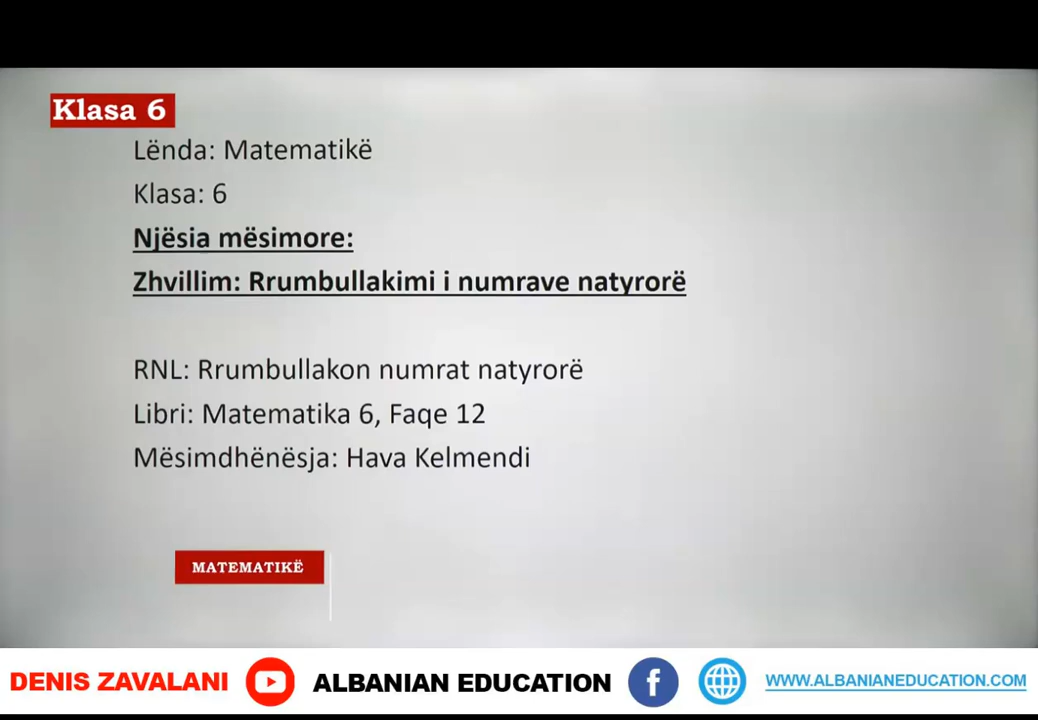 Klasa 6
Lënda: Matematikë
Klasa: 6
Njësia mësimore:
Zhvillim: Rrumbullakimi i numrave natyrorë
RNL: Rrumbullakon numrat natyrorë
Libri: Matematika 6, Faqe 12
Mësimdhënësja: Hava Kelmendi
MATEMATIKË
DENIS ZAVALANI ALBANIAN EDUCATION f WWW.ALBANIANEDUCATION.COM